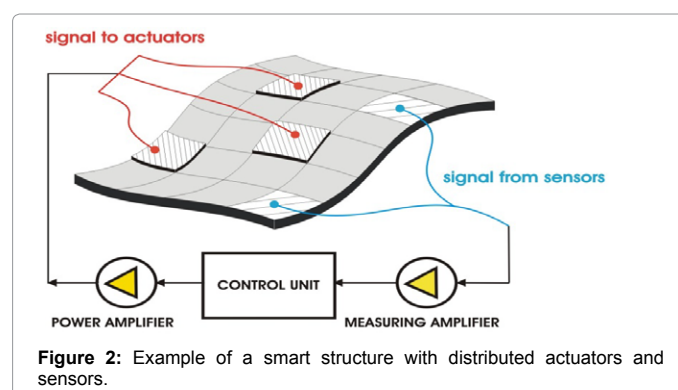 signal to actuators
signal from sensors
CONTROL UNIT
POWER AMPLIFIER
MEASURING AMPLIFIER
Figure 2: Example of a smart structure with distributed actuators and
sensors.